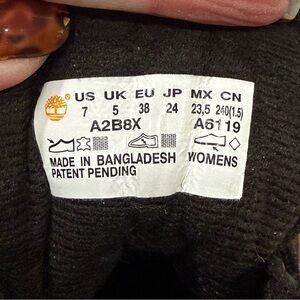 ® US UK EU JP MX CN
7 5 38 24 23,5 240(1.5)
A2B8X A6119
MADE IN BANGLADESH WOMENS
PATENT PENDING